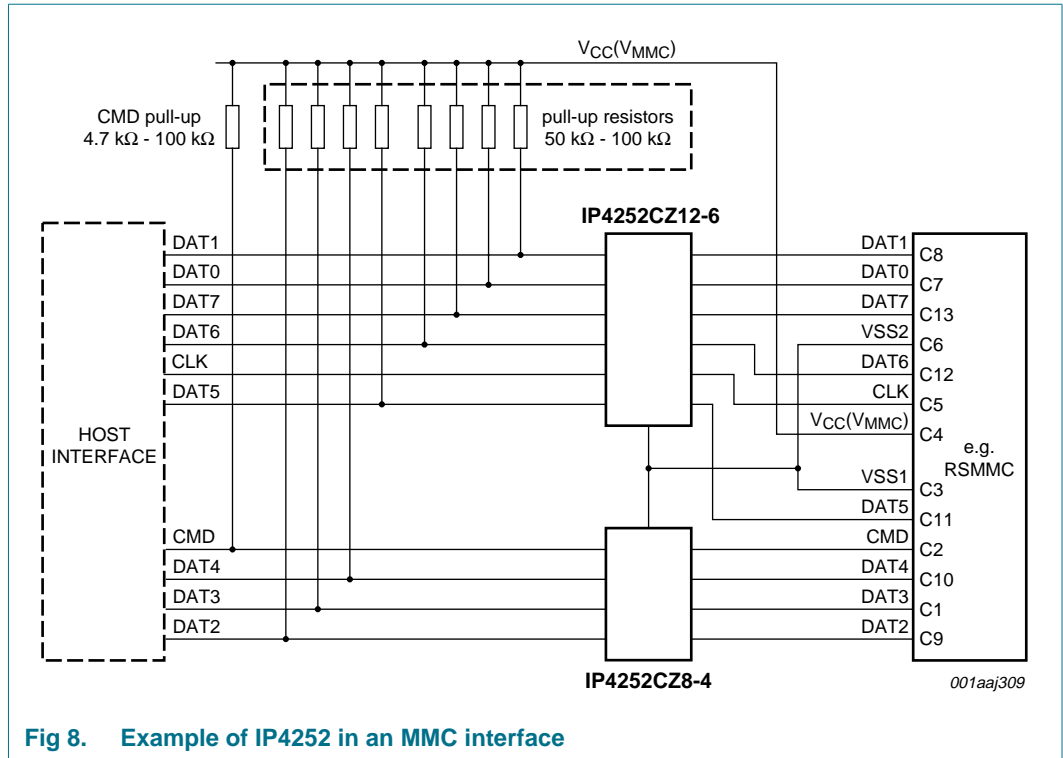 VCC(VMMC)
CMD pull-up
4.7 kΩ - 100 kΩ
pull-up resistors
50 kΩ - 100 kΩ
IP4252CZ12-6
HOST
INTERFACE
DAT1
DAT0
DAT7
DAT6
CLK
DAT5
CMD
DAT4
DAT3
DAT2
DAT1
DAT0
DAT7
VSS2
DAT6
CLK
VCC(VMMC)
VSS1
DAT5
CMD
DAT4
DAT3
DAT2
C8
C7
C13
C6
C12
C5
C4
C3
C11
C2
C10
C1
C9
e.g.
RSMMC
IP4252CZ8-4
001aaj309
Fig 8. Example of IP4252 in an MMC interface